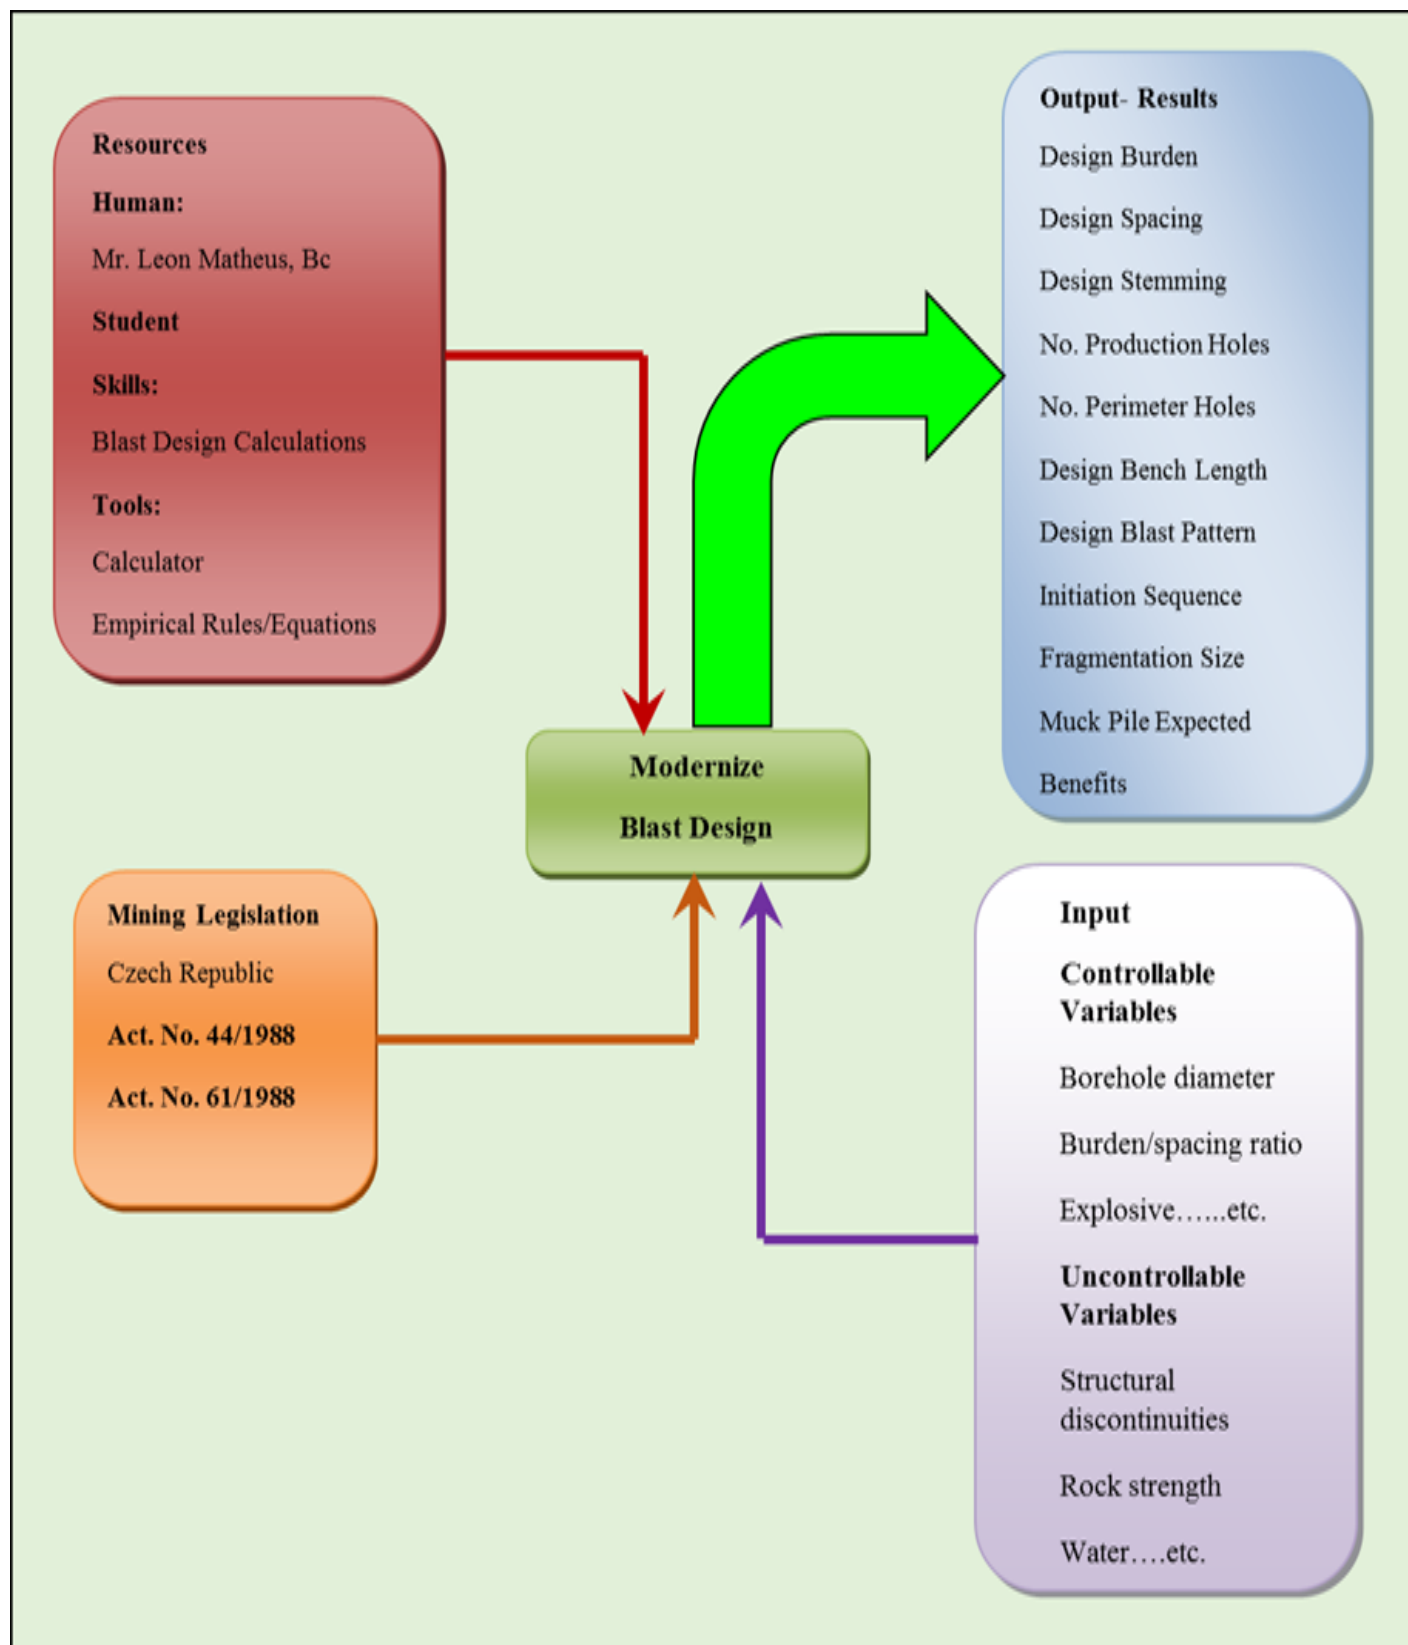 Resources
Human:
Mr. Leon Matheus, Bc
Student
Skills:
Blast Design Calculations
Tools:
Calculator
Empirical Rules/Equations
Output- Results
Design Burden
Design Spacing
Design Stemming
No. Production Holes
No. Perimeter Holes
Design Bench Length
Design Blast Pattern
Initiation Sequence
Fragmentation Size
Muck Pile Expected
Benefits
Modernize
Blast Design
Mining Legislation
Czech Republic
Act. No. 44/1988
Act. No. 61/1988
Input
Controllable
Variables
Borehole diameter
Burden/spacing ratio
Explosive…...etc.
Uncontrollable
Variables
Structural
discontinuities
Rock strength
Water….etc.